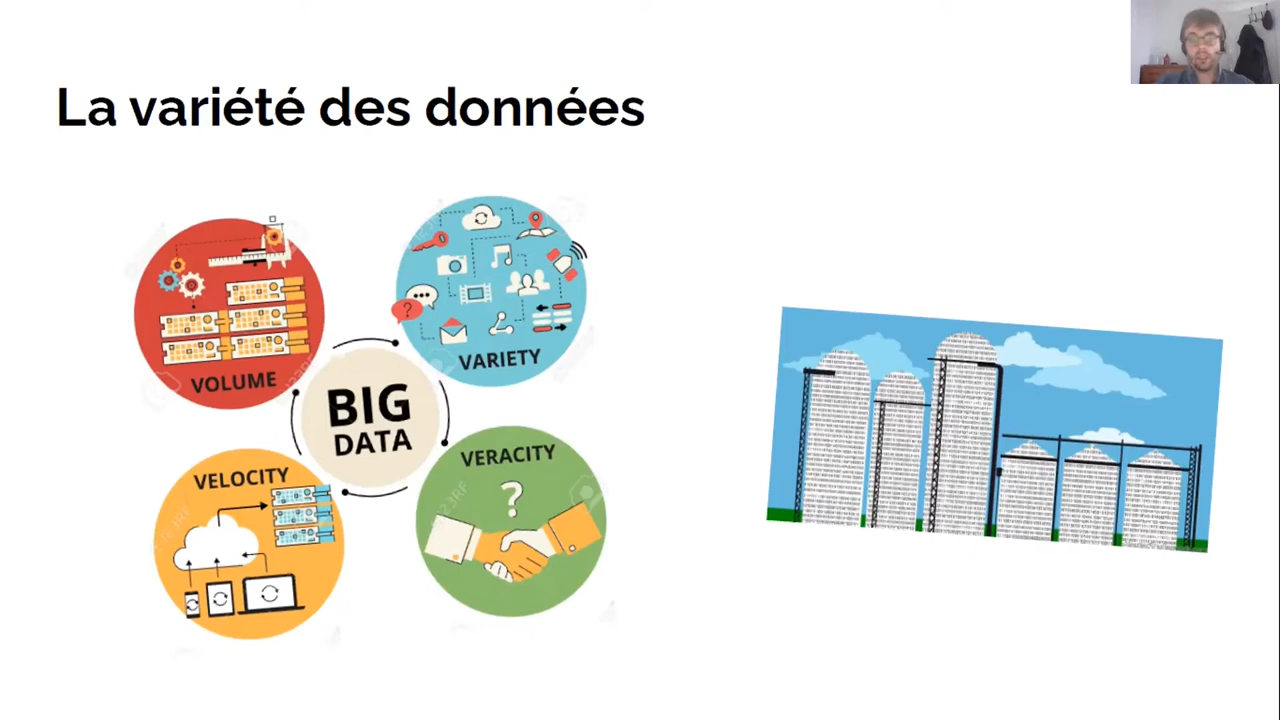 La variété des données
VOLUME
VARIETY
BIG
DATA
VELOCITY
VERACITY
?